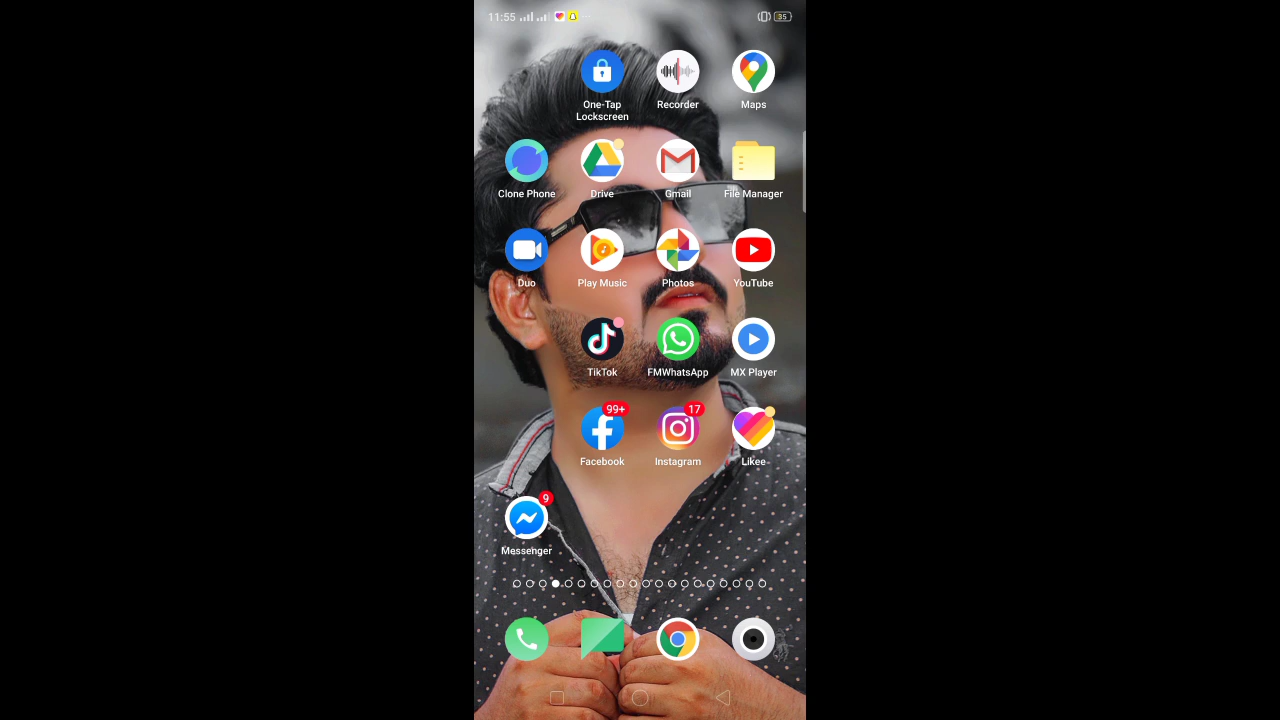 11:55
35
One-Tap
Lockscreen
Recorder
Maps
Clone Phone
Drive
Gmail
File Manager
Duo
Play Music
Photos
YouTube
TikTok
FMWhatsApp
MX Player
99+
17
Facebook
Instagram
Likee
9
Messenger